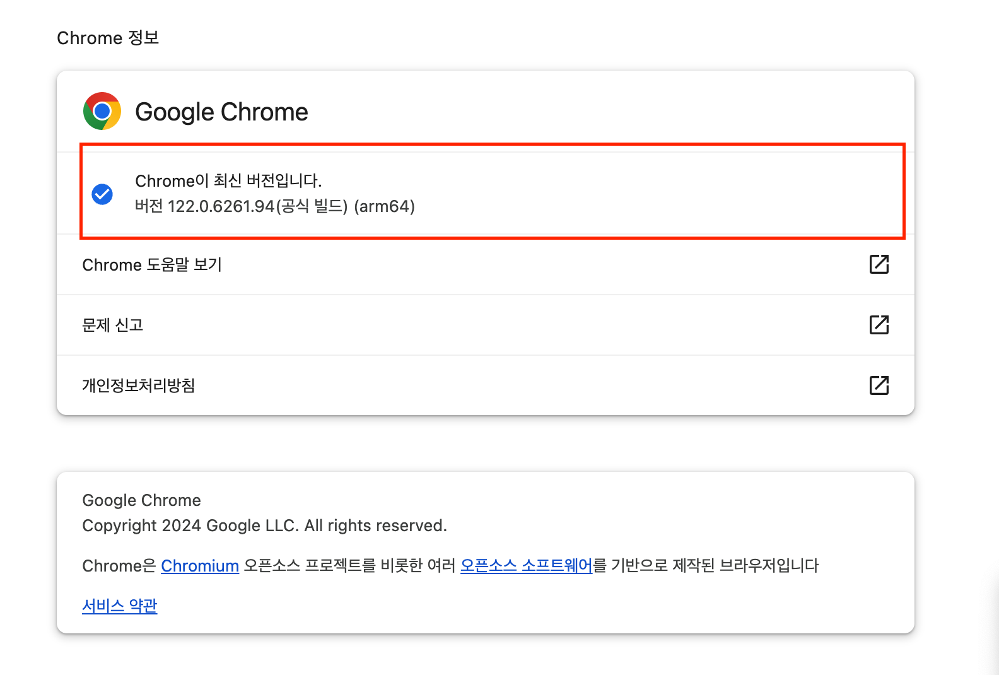 Chrome 정보
Google Chrome
Chrome이 최신 버전입니다.
버전 122.0.6261.94(공식 빌드) (arm64)
Chrome 도움말 보기
문제 신고
개인정보처리방침
Google Chrome
Copyright 2024 Google LLC. All rights reserved.
Chrome은 Chromium 오픈소스 프로젝트를 비롯한 여러 오픈소스 소프트웨어를 기반으로 제작된 브라우저입니다
서비스 약관